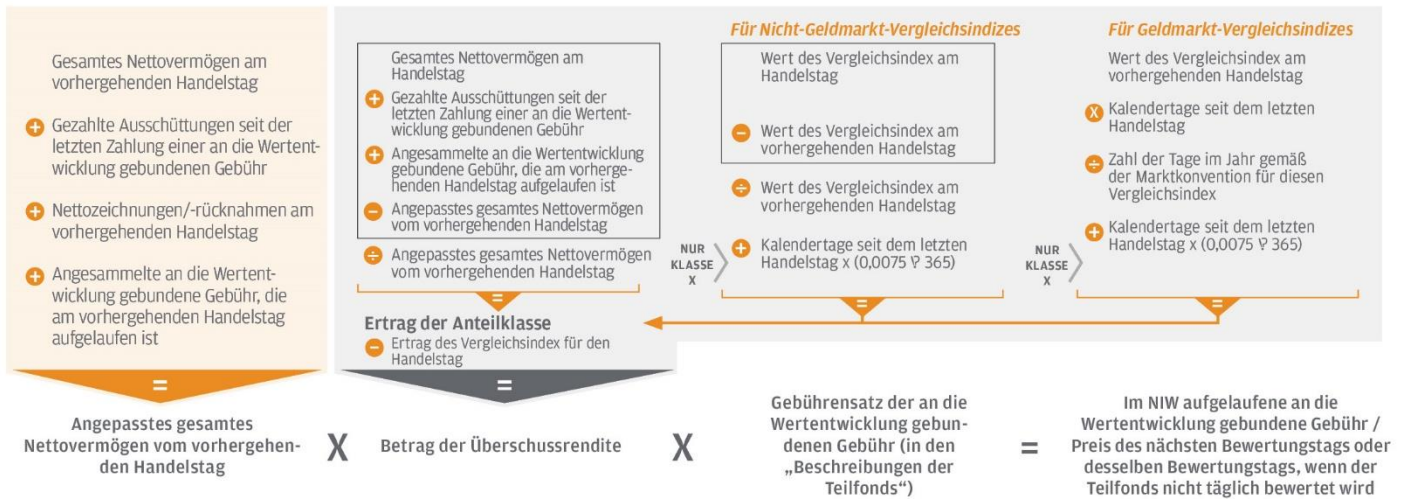 Gesamtes Nettovermögen am
vorhergehenden Handelstag
+ Gezahlte Ausschüttungen seit der
letzten Zahlung einer an die Wertent-
wicklung gebundenen Gebühr
+ Nettozeichnungen/-rücknahmen am
vorhergehenden Handelstag
+ Angesammelte an die Wertent-
wicklung gebundene Gebühr, die
am vorhergehenden Handelstag
aufgelaufen ist
=
Angepasstes gesamtes
Nettovermögen vom vorhergehen-
den Handelstag
X
Gesamtes Nettovermögen am
Handelstag
+ Gezahlte Ausschüttungen seit der
letzten Zahlung einer an die Wertent-
wicklung gebundenen Gebühr
+ Angesammelte an die Wertentwicklung
gebundene Gebühr, die am vorherge-
henden Handelstag aufgelaufen ist
− Angepasstes gesamtes Nettovermögen
vom vorhergehenden Handelstag
÷ Angepasstes gesamtes Nettovermögen
vom vorhergehenden Handelstag
=
Ertrag der Anteilklasse
− Ertrag des Vergleichsindex für den
Handelstag
=
Betrag der Überschussrendite
X
Für Nicht-Geldmarkt-Vergleichsindizes
Wert des Vergleichsindex am
Handelstag
− Wert des Vergleichsindex am
vorhergehenden Handelstag
÷ Wert des Vergleichsindex am
vorhergehenden Handelstag
NUR
KLASSE
X
+ Kalendertage seit dem letzten
Handelstag x (0,0075 ⅋ 365)
=
Für Geldmarkt-Vergleichsindizes
Wert des Vergleichsindex am
vorhergehenden Handelstag
X Kalendertage seit dem letzten
Handelstag
÷ Zahl der Tage im Jahr gemäß
der Marktkonvention für diesen
Vergleichsindex
NUR
KLASSE
X
+ Kalendertage seit dem letzten
Handelstag x (0,0075 ⅋ 365)
=
Gebührensatz der an die
Wertentwicklung gebun-
denen Gebühr (in den
„Beschreibungen der
Teilfonds“)
=
Im NIW aufgelaufene an die
Wertentwicklung gebundene Gebühr /
Preis des nächsten Bewertungstags oder
desselben Bewertungstags, wenn der
Teilfonds nicht täglich bewertet wird